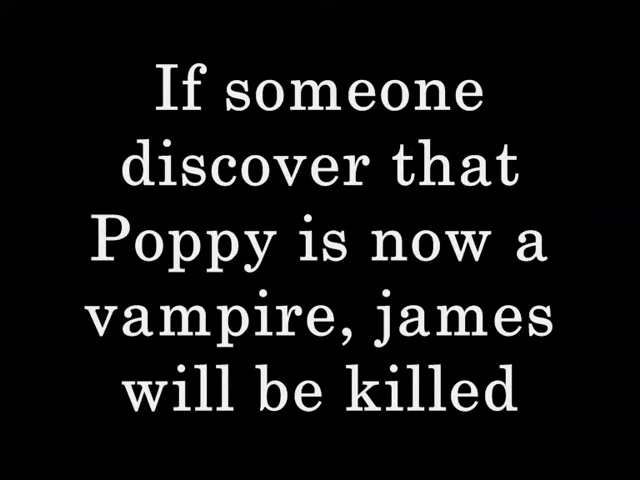 If someone
discover that
Poppy is now a
vampire, james
will be killed